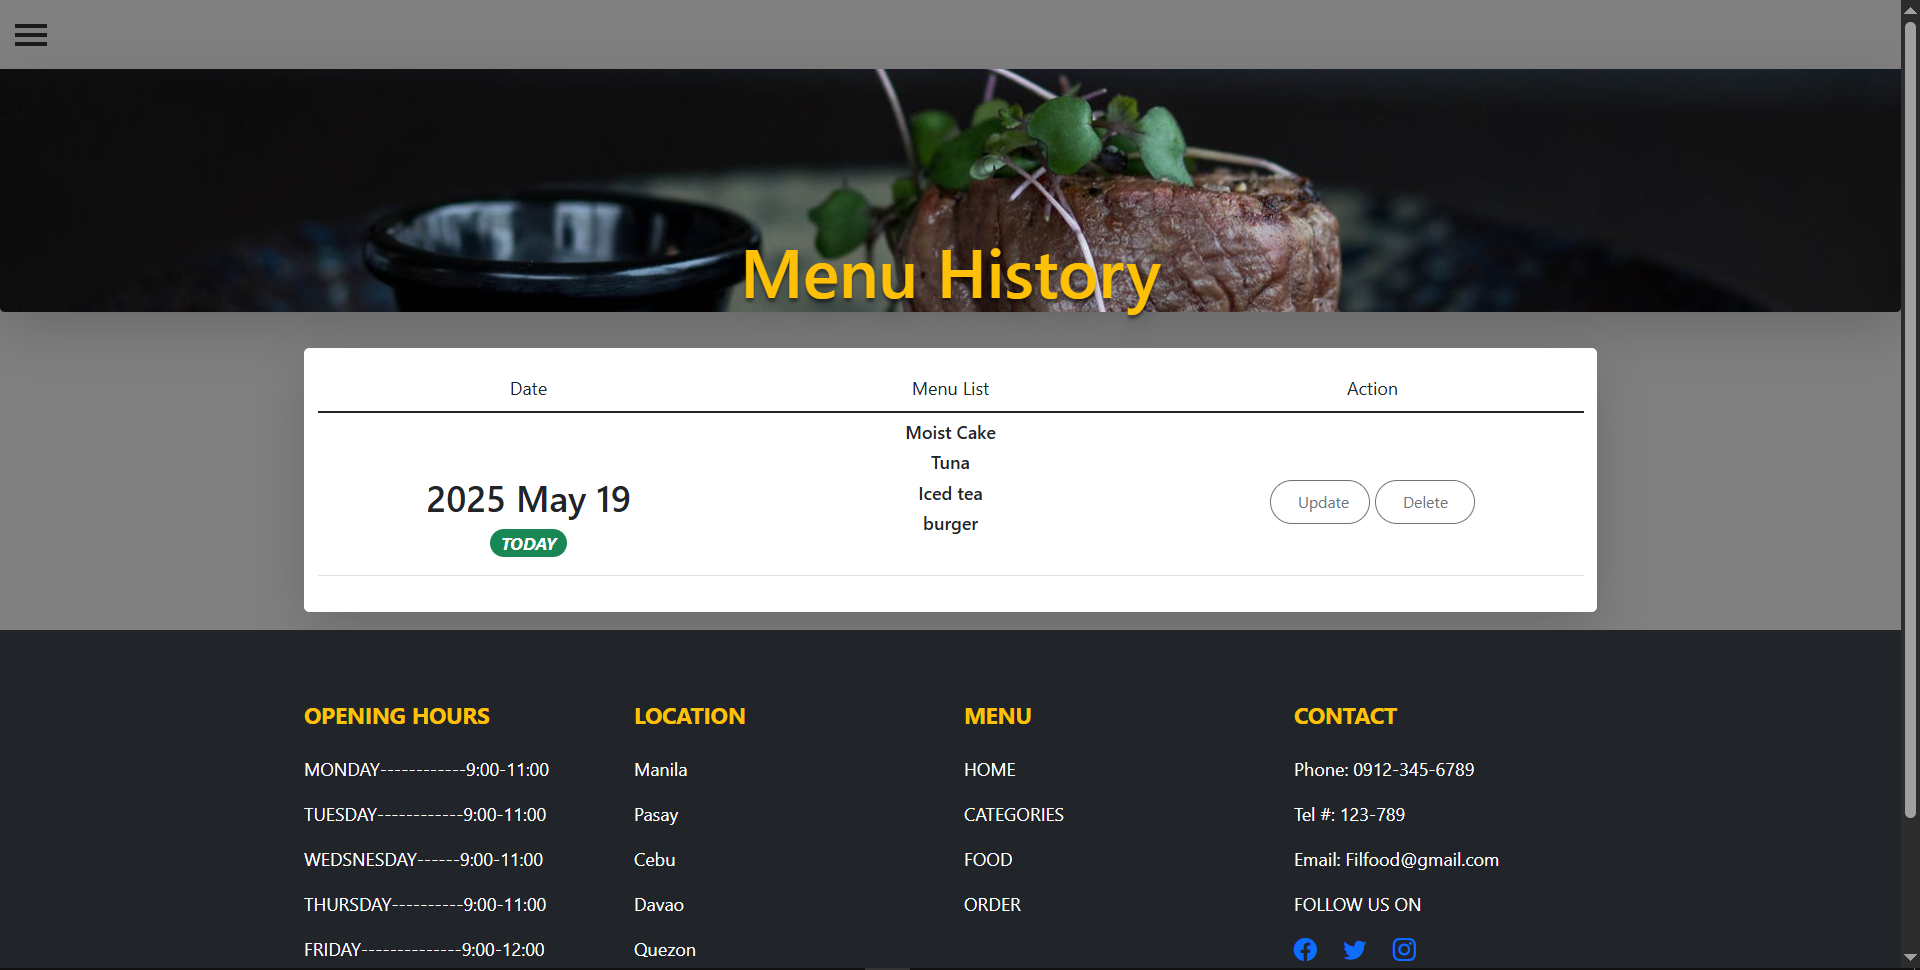 Menu History
Date Menu List Action
2025 May 19
TODAY
Moist Cake
Tuna
Iced tea
burger
Update Delete
OPENING HOURS
MONDAY------------9:00-11:00
TUESDAY------------9:00-11:00
WEDSNESDAY------9:00-11:00
THURSDAY----------9:00-11:00
FRIDAY--------------9:00-12:00
LOCATION
Manila
Pasay
Cebu
Davao
Quezon
MENU
HOME
CATEGORIES
FOOD
ORDER
CONTACT
Phone: 0912-345-6789
Tel #: 123-789
Email: Filfood@gmail.com
FOLLOW US ON